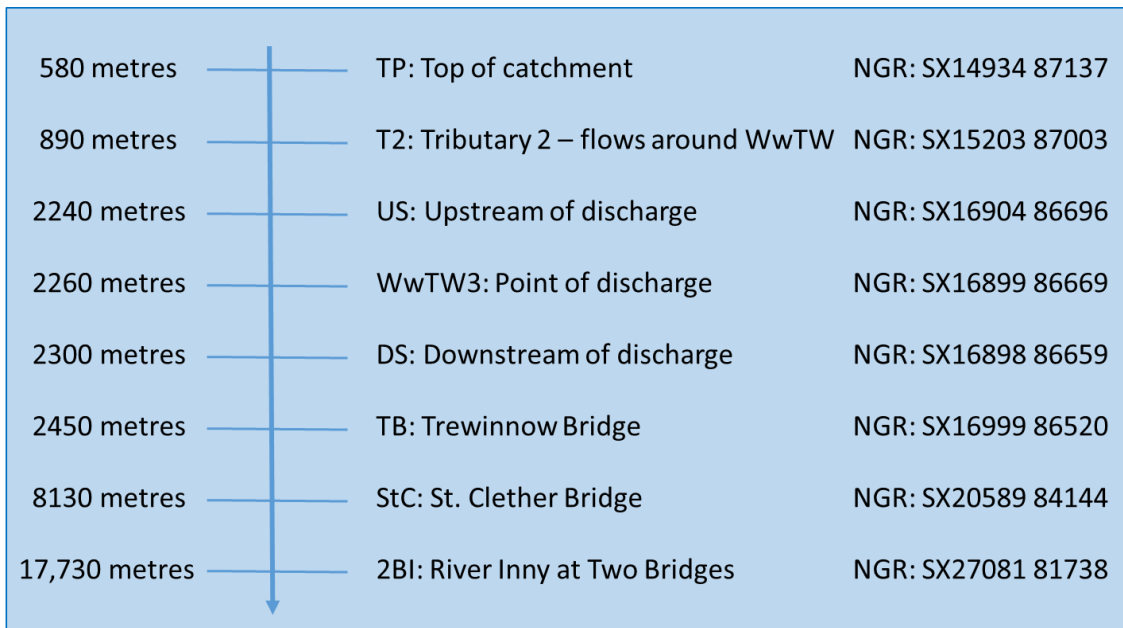 580 metres TP: Top of catchment NGR: SX14934 87137
890 metres T2: Tributary 2 – flows around WwTW NGR: SX15203 87003
2240 metres US: Upstream of discharge NGR: SX16904 86696
2260 metres WwTW3: Point of discharge NGR: SX16899 86669
2300 metres DS: Downstream of discharge NGR: SX16898 86659
2450 metres TB: Trewinnow Bridge NGR: SX16999 86520
8130 metres StC: St. Clether Bridge NGR: SX20589 84144
17,730 metres 2BI: River Inny at Two Bridges NGR: SX27081 81738